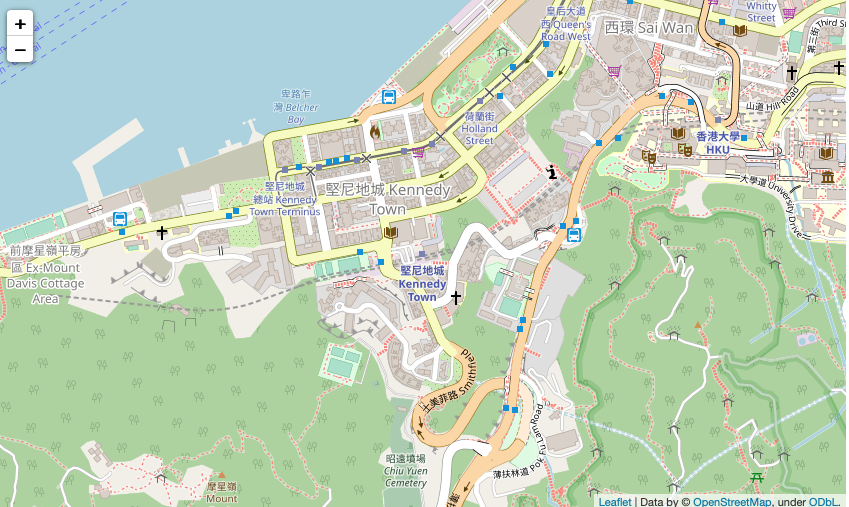 +
−
皇后大道
西 Queen's
Road West
西環 Sai Wan
Whitty
Street
第三街 Third St
卑路乍
灣 Belcher
Bay
荷蘭街
Holland
Street
山道 Hill Road
香港大學
HKU
大學道 University Drive
堅尼地城
總站 Kennedy
Town Terminus
堅尼地城 Kennedy
Town
前摩星嶺平房
區 Ex-Mount
Davis Cottage
Area
堅尼地城
Kennedy
Town
士美菲路 Smithfield
薄扶林道 Pok Fu Lam Road
昭遠墳場
Chiu Yuen
Cemetery
摩星嶺
Mount
Leaflet | Data by © OpenStreetMap, under ODbL.